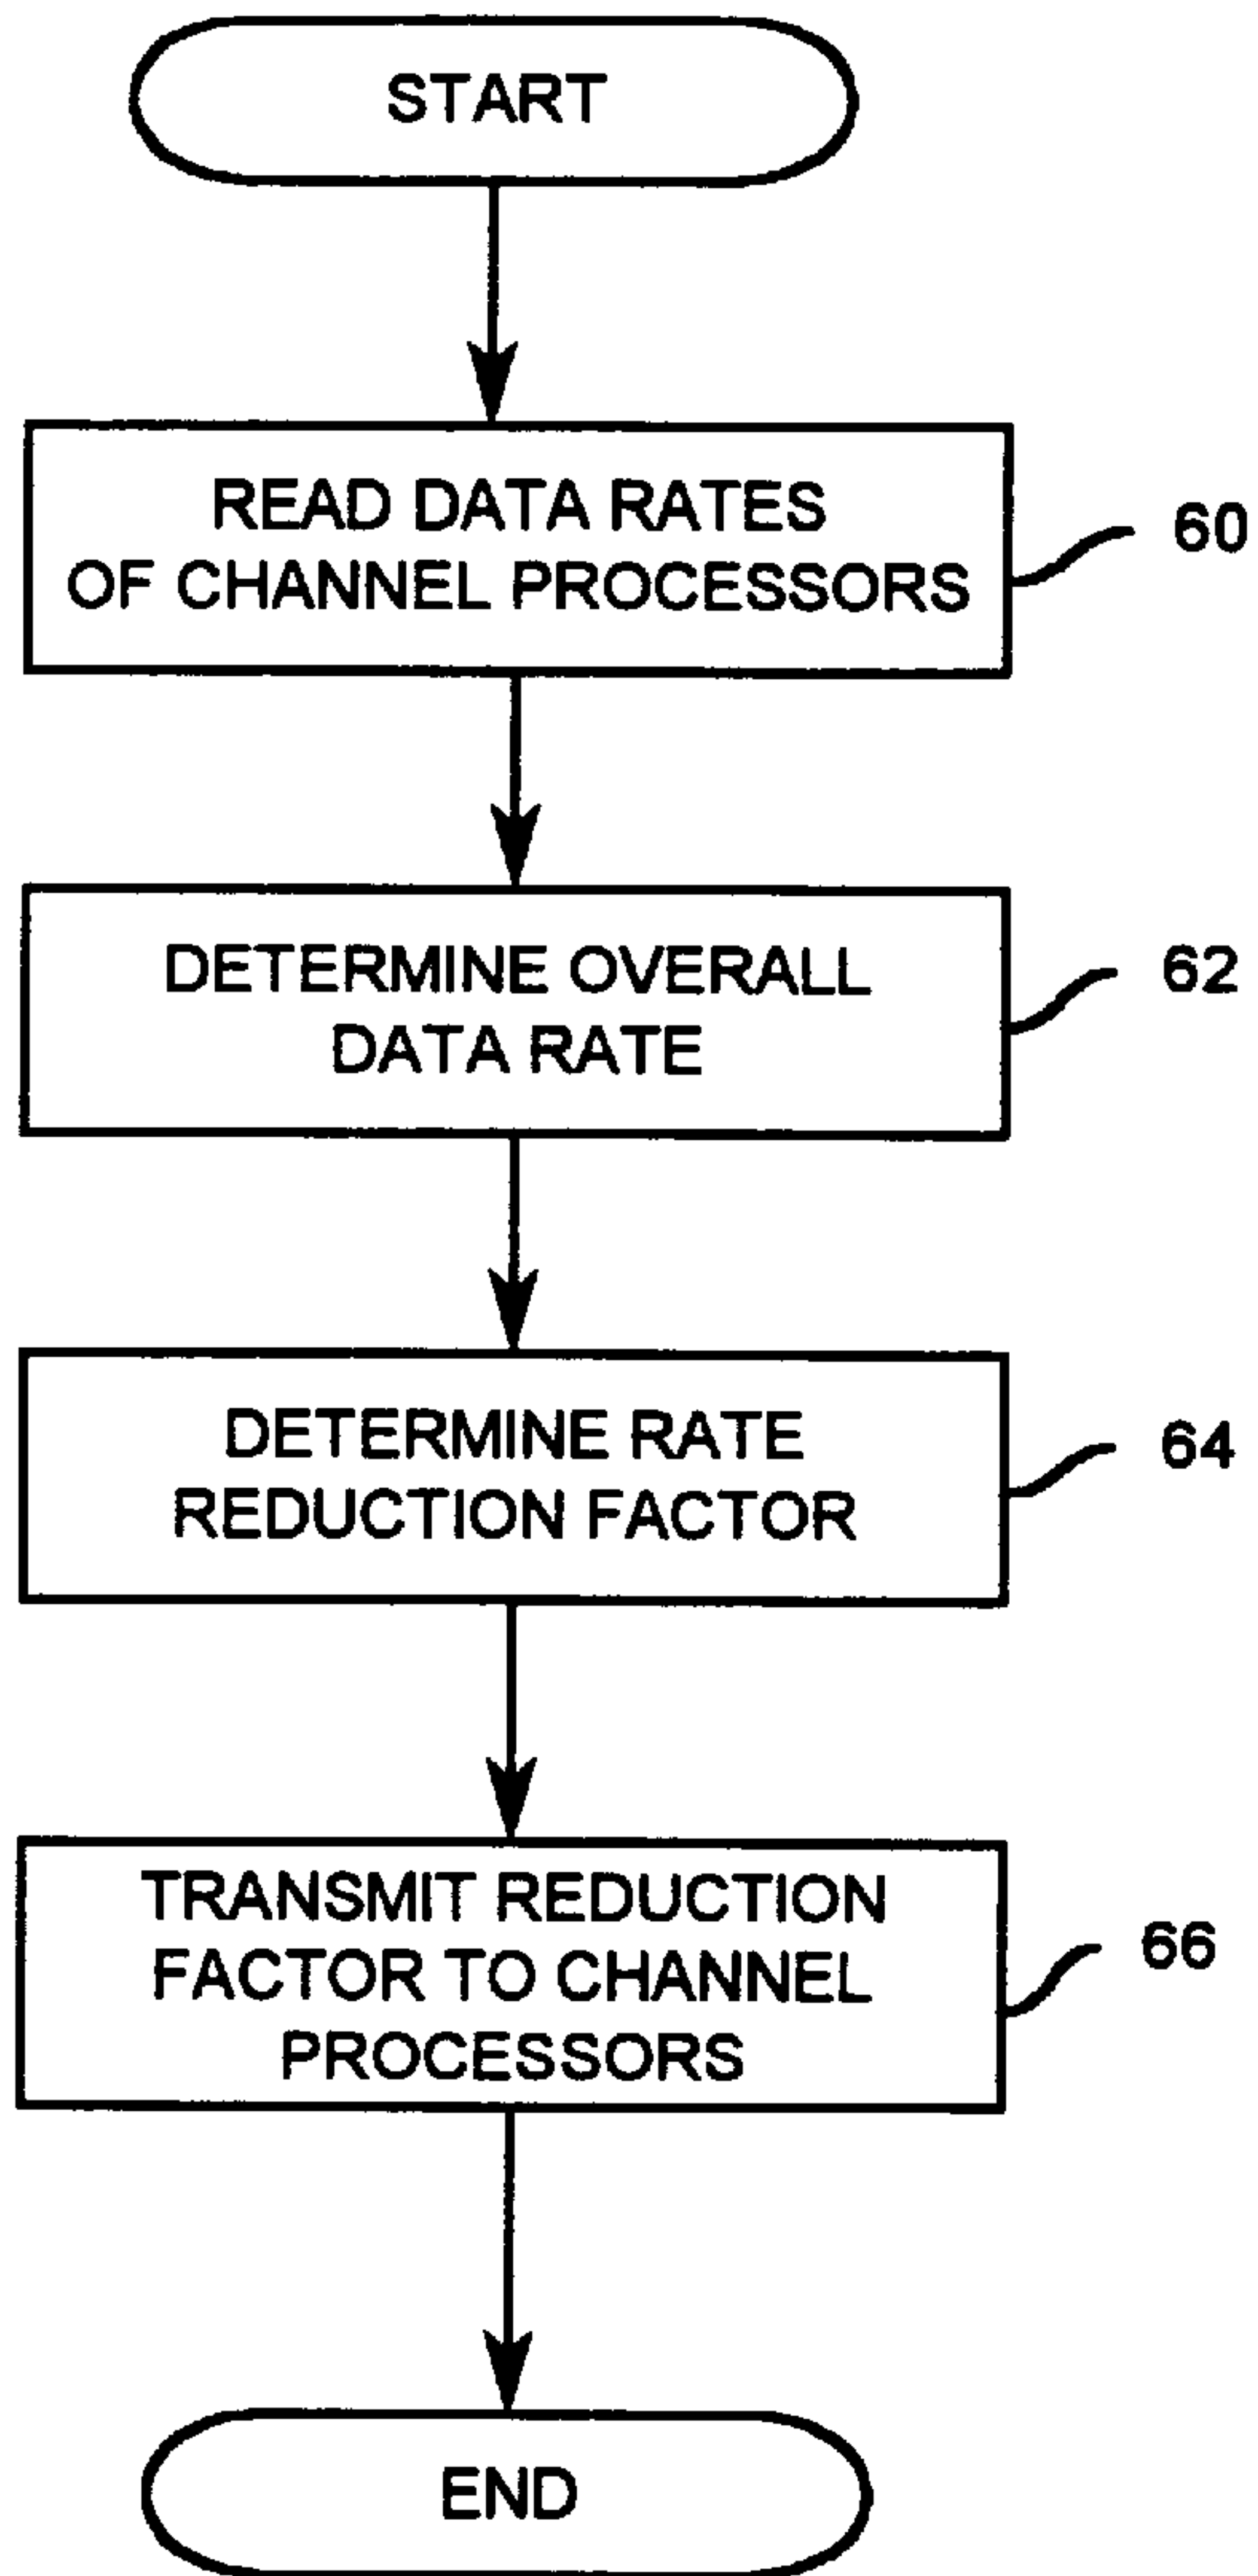 START
READ DATA RATES
OF CHANNEL PROCESSORS
60
DETERMINE OVERALL
DATA RATE
62
DETERMINE RATE
REDUCTION FACTOR
64
TRANSMIT REDUCTION
FACTOR TO CHANNEL
PROCESSORS
66
END